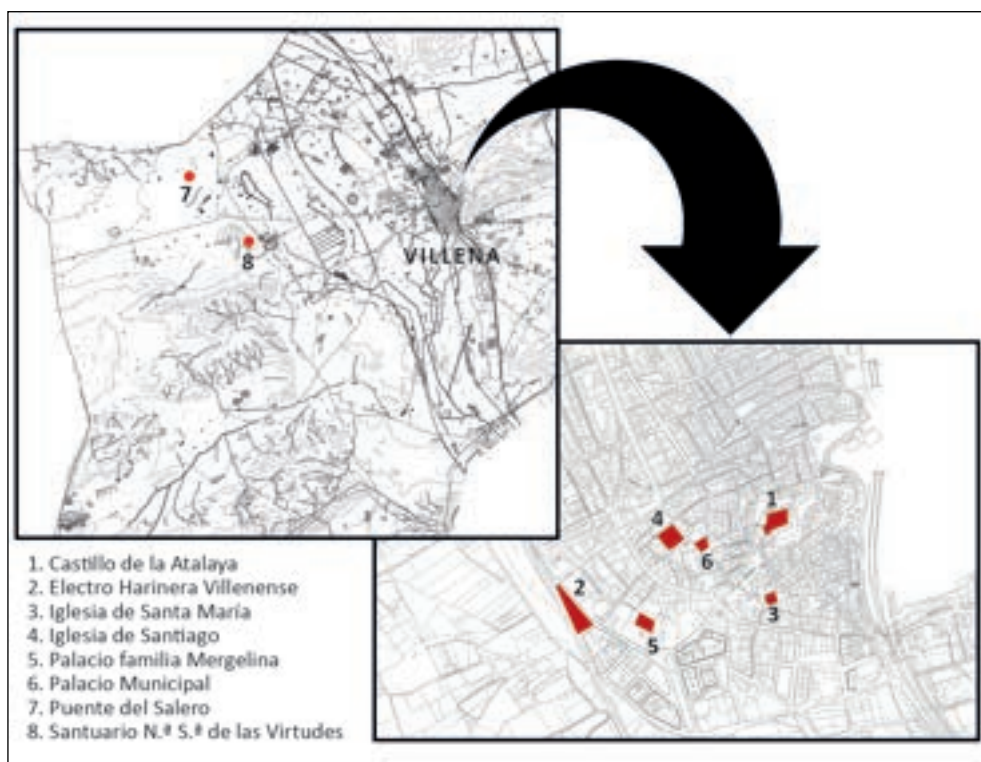 7
8
VILLENA
1
4
6
2
5
3
1. Castillo de la Atalaya
2. Electro Harinera Villenense
3. Iglesia de Santa María
4. Iglesia de Santiago
5. Palacio familia Mergelina
6. Palacio Municipal
7. Puente del Salero
8. Santuario N.ª S.ª de las Virtudes